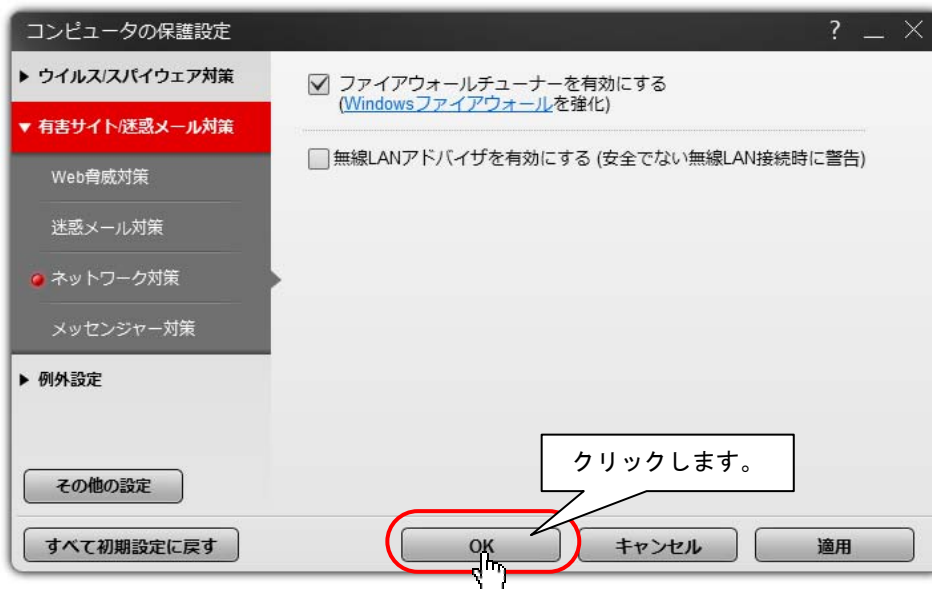 コンピュータの保護設定
? _ ×
▶ ウイルス/スパイウェア対策
▼ 有害サイト/迷惑メール対策
Web脅威対策
迷惑メール対策
ネットワーク対策
メッセンジャー対策
▶ 例外設定
その他の設定
ファイアウォールチューナーを有効にする
(Windowsファイアウォールを強化)
無線LANアドバイザを有効にする (安全でない無線LAN接続時に警告)
クリックします。
すべて初期設定に戻す
OK
キャンセル
適用